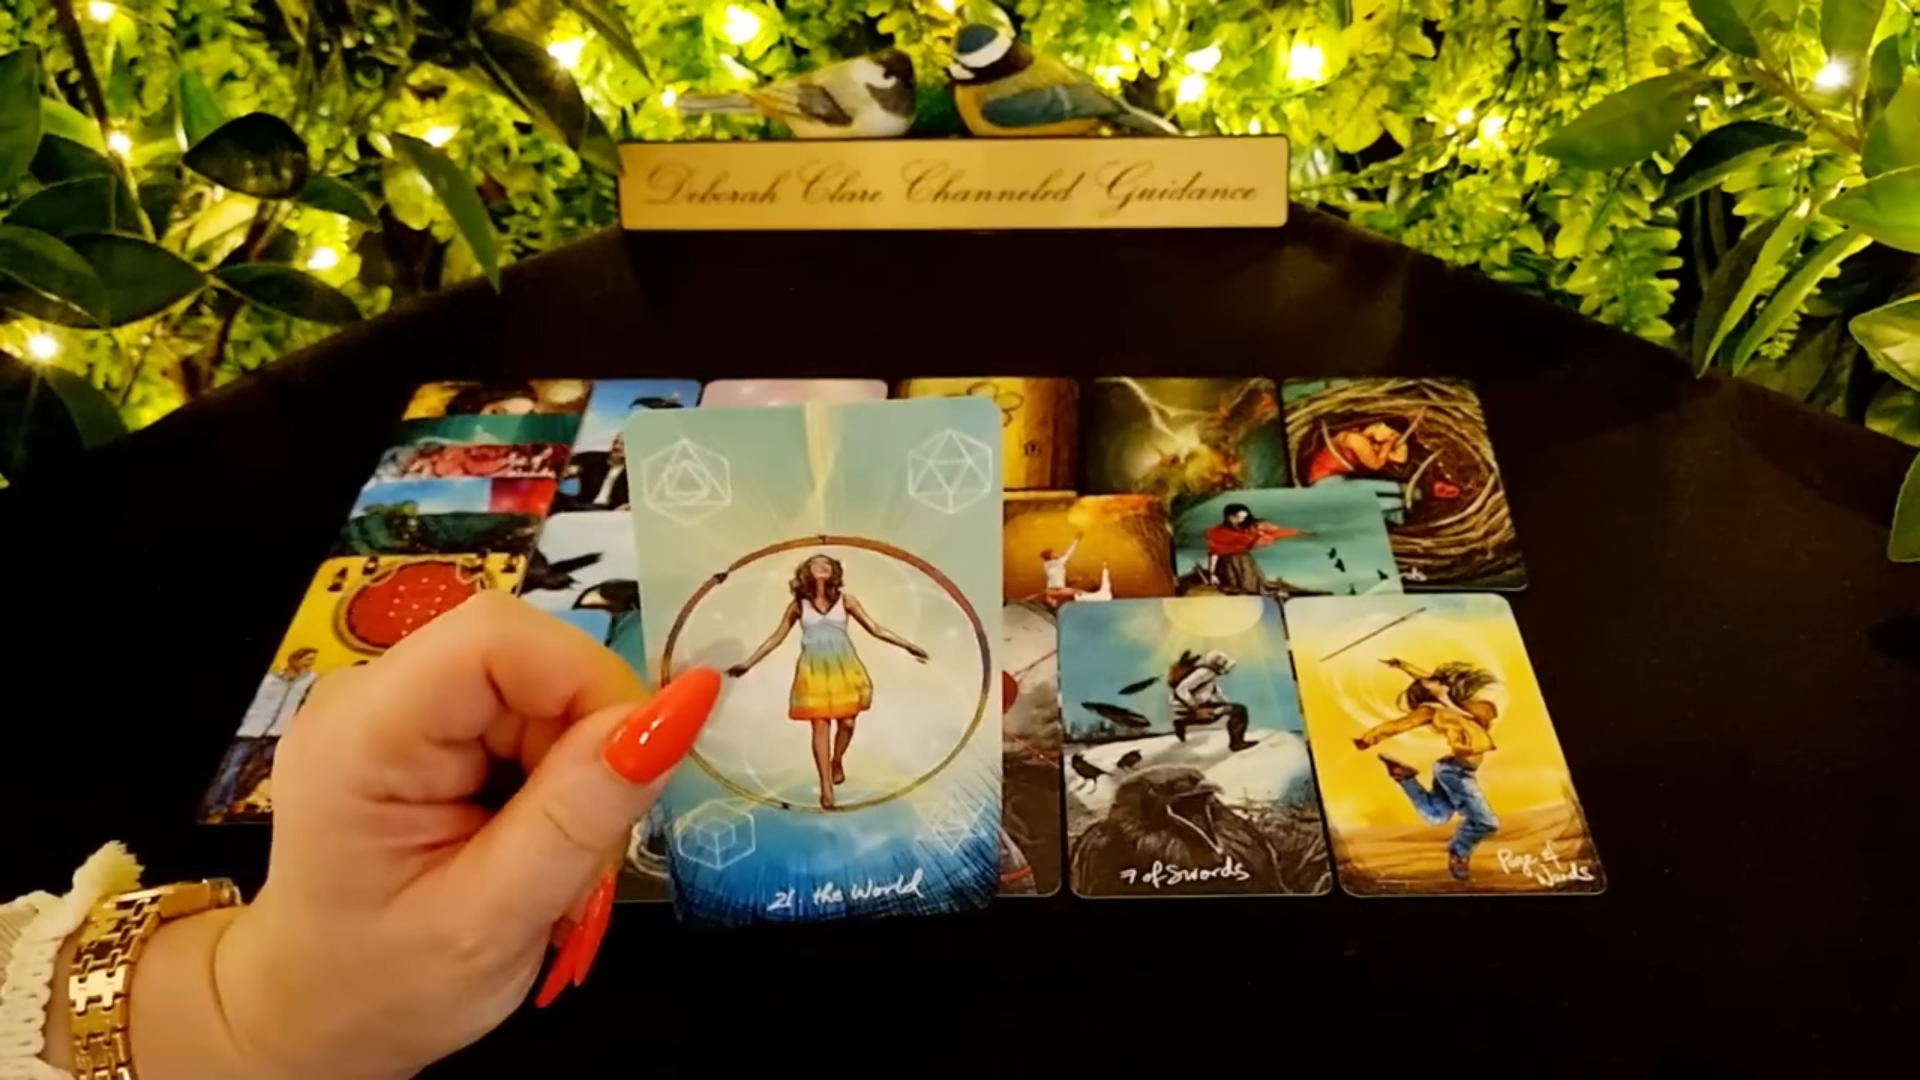 Deborah Clare Channeled Guidance
21. the World
7 of Swords
Page of
Wands